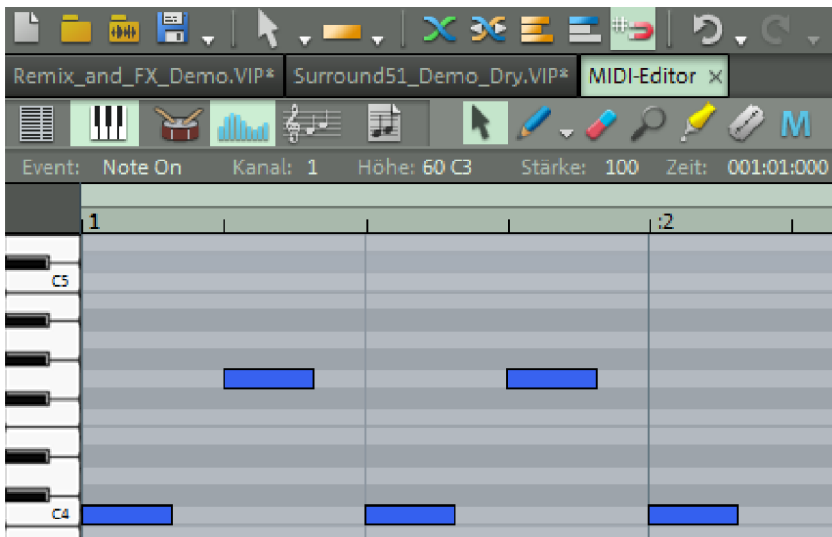 Remix_and_FX_Demo.VIP* Surround51_Demo_Dry.VIP* MIDI-Editor ×
M
Event: Note On Kanal: 1 Höhe: 60 C3 Stärke: 100 Zeit: 001:01:000
1 :2
C5
C4